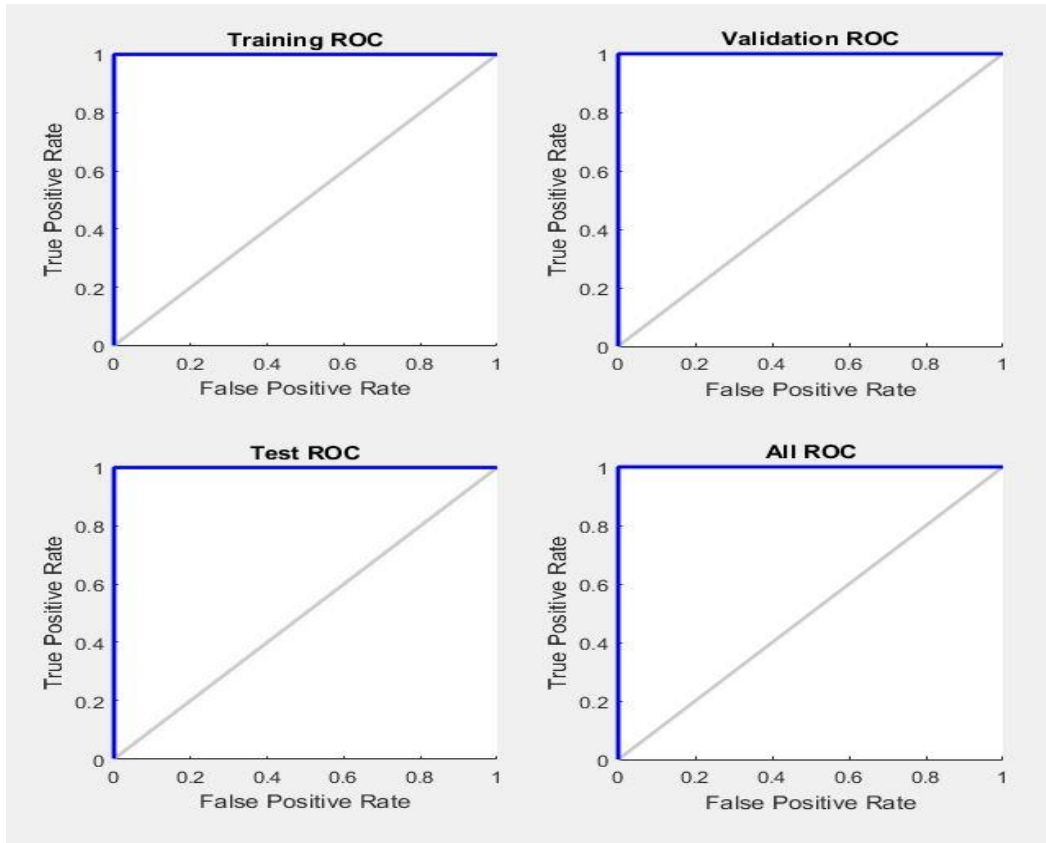 Training ROC
1
0.8
0.6
0.4
0.2
0
True Positive Rate
0 0.2 0.4 0.6 0.8 1
False Positive Rate
Validation ROC
1
0.8
0.6
0.4
0.2
0
True Positive Rate
0 0.2 0.4 0.6 0.8 1
False Positive Rate
Test ROC
1
0.8
0.6
0.4
0.2
0
True Positive Rate
0 0.2 0.4 0.6 0.8 1
False Positive Rate
All ROC
1
0.8
0.6
0.4
0.2
0
True Positive Rate
0 0.2 0.4 0.6 0.8 1
False Positive Rate